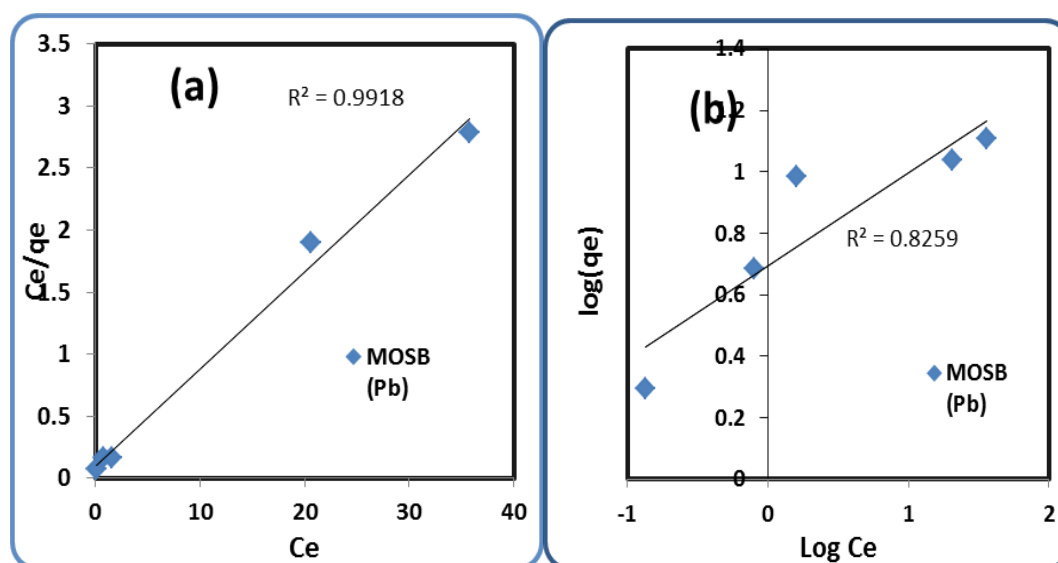 (a)
R² = 0.9918
3.5
3
2.5
2
1.5
1
0.5
0
Ce/qe
MOSB
(Pb)
0 10 20 30 40
Ce
(b)
R² = 0.8259
1.4
1.2
1
0.8
0.6
0.4
0.2
0
log(qe)
MOSB
(Pb)
-1 0 1 2
Log Ce